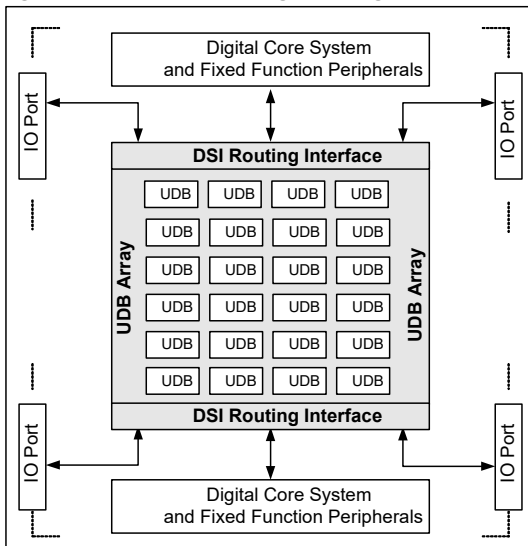 Digital Core System
and Fixed Function Peripherals
IO Port
IO Port
DSI Routing Interface
UDB UDB UDB UDB
UDB UDB UDB UDB
UDB UDB UDB UDB
UDB Array
UDB Array
UDB UDB UDB UDB
UDB UDB UDB UDB
UDB UDB UDB UDB
DSI Routing Interface
IO Port
IO Port
Digital Core System
and Fixed Function Peripherals